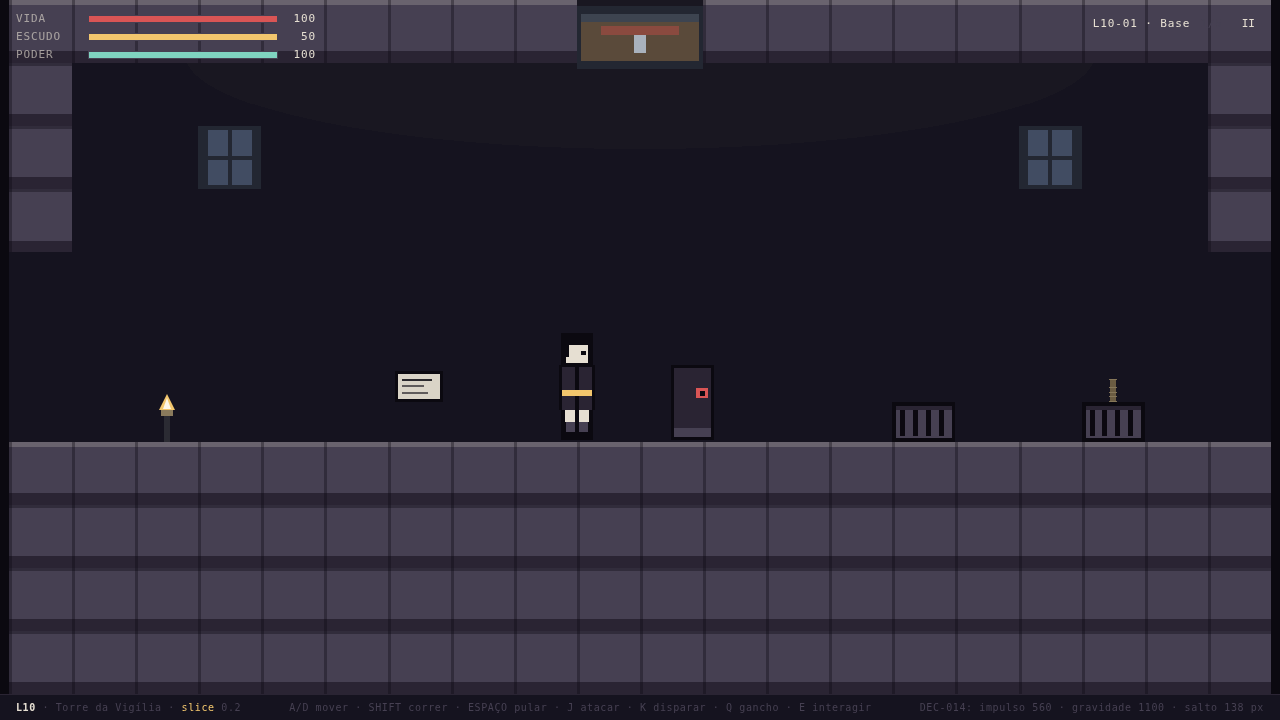 VIDA 100
ESCUDO 50
PODER 100
L10-01 · Base II
L10 · Torre da Vigília · slice 0.2 A/D mover · SHIFT correr · ESPAÇO pular · J atacar · K disparar · Q gancho · E interagir DEC-014: impulso 560 · gravidade 1100 · salto 138 px